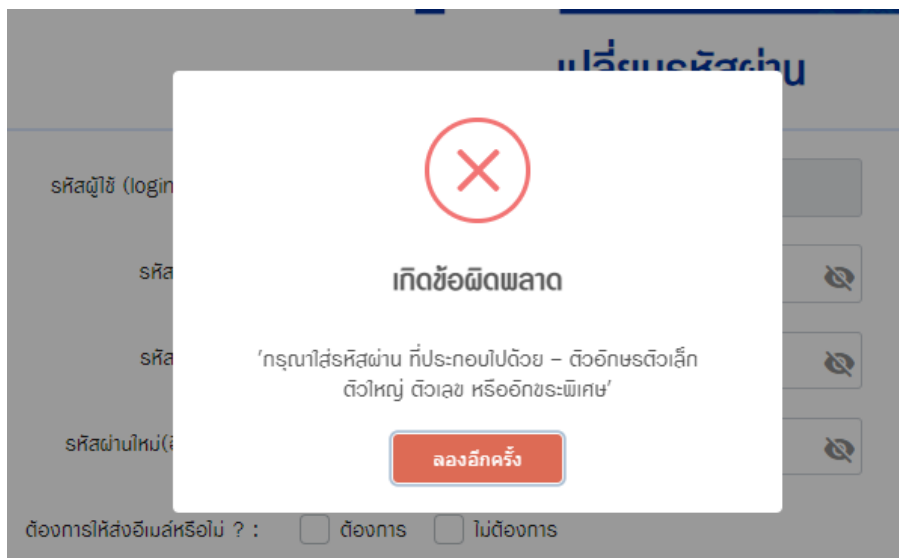 เปลี่ยนรหัสผ่าน
รหัสผู้ใช้ (login
เกิดข้อผิดพลาด
'กรุณาใส่รหัสผ่าน ที่ประกอบไปด้วย – ตัวอักษรตัวเล็ก
ตัวใหญ่ ตัวเลข หรืออักขระพิเศษ'
รหัสผ่านใหม่(
ลองอีกครั้ง
ต้องการให้ส่งอีเมล์หรือไม่ ? : ต้องการ ไม่ต้องการ